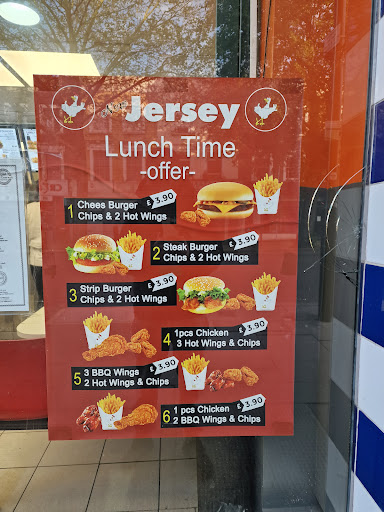 Jersey
Lunch Time
-offer-
1 Chees Burger £3.90
Chips & 2 Hot Wings
2 Steak Burger £3.90
Chips & 2 Hot Wings
3 Strip Burger £3.90
Chips & 2 Hot Wings
4 1pcs Chicken £3.90
3 Hot Wings & Chips
5 3 BBQ Wings £3.90
2 Hot Wings & Chips
6 1 pcs Chicken £3.90
2 BBQ Wings & Chips